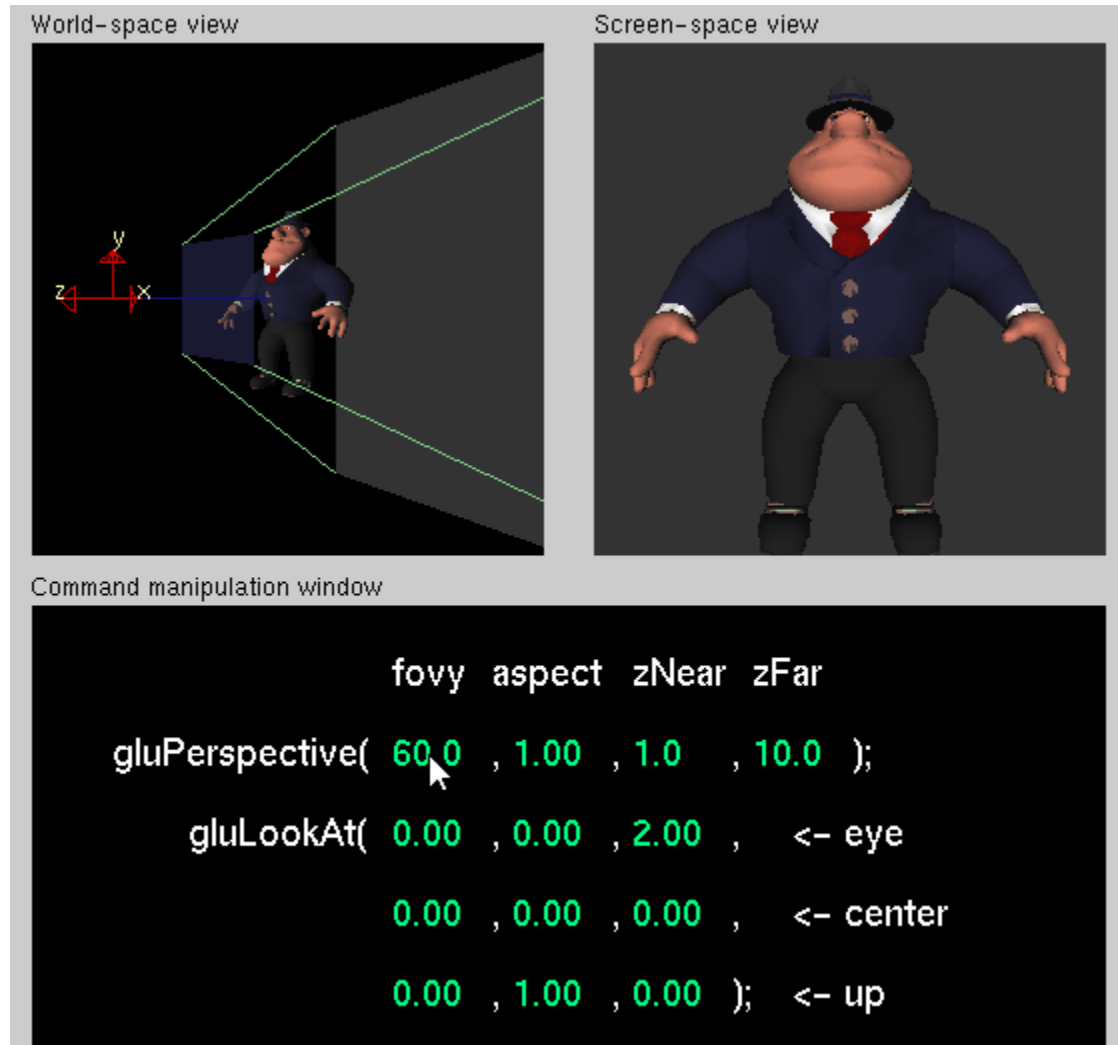 World-space view
Screen-space view
y
z x
Command manipulation window
fovy aspect zNear zFar
gluPerspective( 60.0 , 1.00 , 1.0 , 10.0 );
gluLookAt( 0.00 , 0.00 , 2.00 , <- eye
0.00 , 0.00 , 0.00 , <- center
0.00 , 1.00 , 0.00 ); <- up